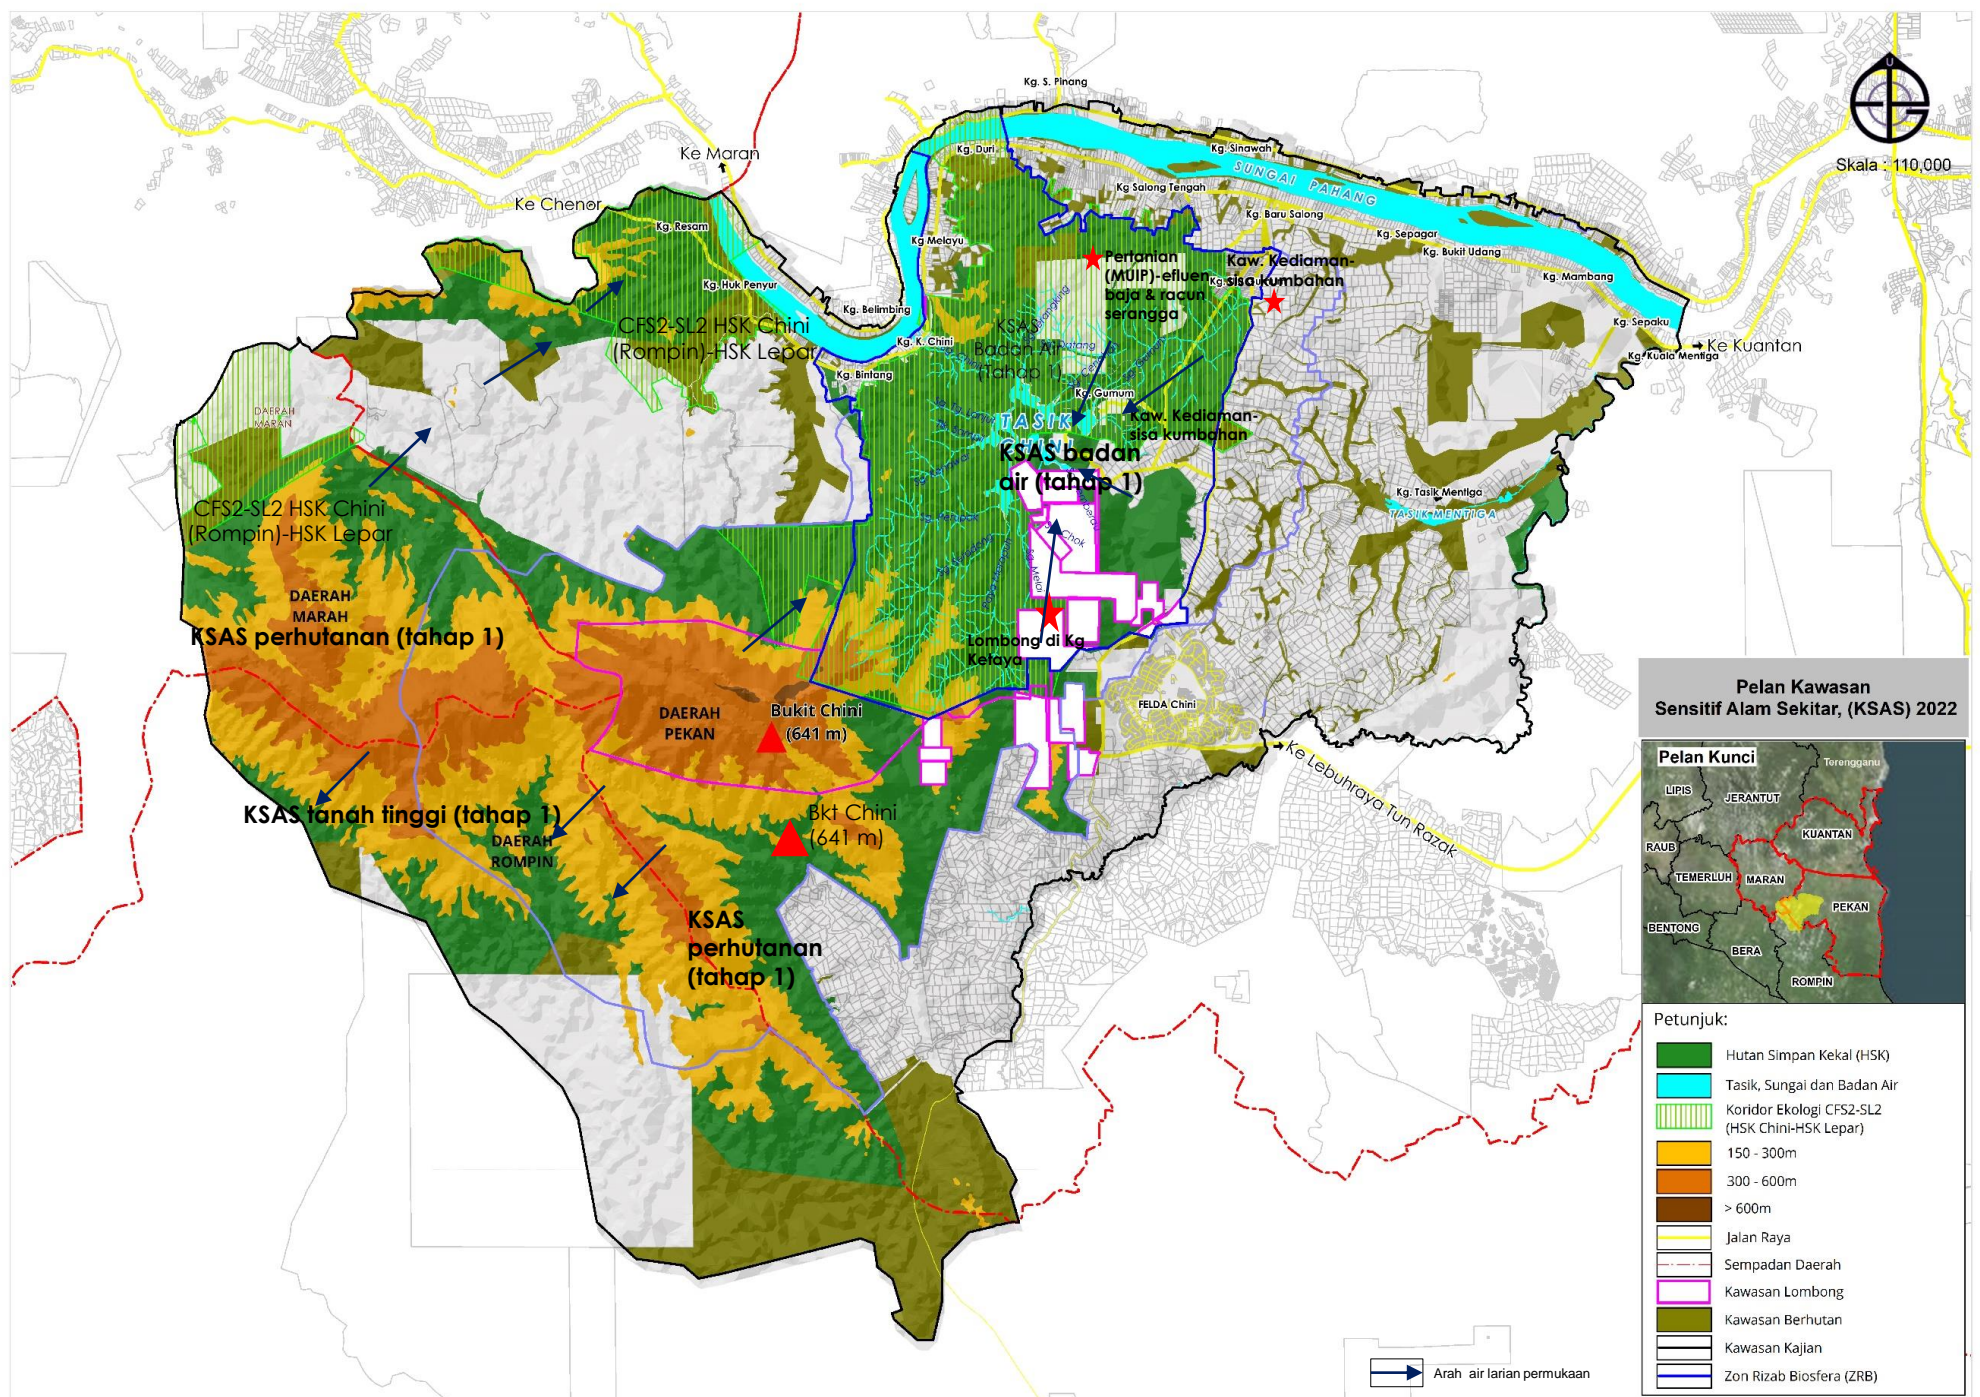 Kg. S. Pinang
U
Skala : 110,000
Ke Maran
Kg. Duri
Kg. Sinawah
SUNGAI PAHANG
Kg Salong Tengah
Ke Chenor
Kg. Baru Salong
Kg. Resam
Kg. Sepagar
Kg Melayu
Kg. Bukit Udang
Pertanian
(MUIP)-efluen
baja & racun
serangga
Kaw. Kediaman-
sisa kumbahan
Kg. Mambang
Kg. Huk Penyur
Kg. Belimbing
Kg. Sepaku
CFS2-SL2 HSK Chini
(Rompin)-HSK Lepar
KSAS
Badan Air
(Tahap 1)
Kg. K. Chini
Ke Kuantan
Kg. Kuala Mentiga
Kg. Bintang
Kg. Gumum
DAERAH
MARAN
TASIK
CHINI
Kaw. Kediaman-
sisa kumbahan
KSAS badan
air (tahap 1)
Kg. Tasik Mentiga
TASIK MENTIGA
CFS2-SL2 HSK Chini
(Rompin)-HSK Lepar
Chok
Sg. Melai
DAERAH
MARAH
KSAS perhutanan (tahap 1)
Lombong di Kg
Ketaya
FELDA Chini
DAERAH
PEKAN
Bukit Chini
(641 m)
Ke Lebuhraya Tun Razak
KSAS tanah tinggi (tahap 1)
DAERAH
ROMPIN
Bkt Chini
(641 m)
KSAS
perhutanan
(tahap 1)
Pelan Kawasan
Sensitif Alam Sekitar, (KSAS) 2022
Pelan Kunci
Terengganu
LIPIS
JERANTUT
KUANTAN
RAUB
TEMERLUH
MARAN
PEKAN
BENTONG
BERA
ROMPIN
Petunjuk:
Hutan Simpan Kekal (HSK)
Tasik, Sungai dan Badan Air
Koridor Ekologi CFS2-SL2
(HSK Chini-HSK Lepar)
150 - 300m
300 - 600m
> 600m
Jalan Raya
Sempadan Daerah
Kawasan Lombong
Kawasan Berhutan
Kawasan Kajian
Zon Rizab Biosfera (ZRB)
Arah air larian permukaan